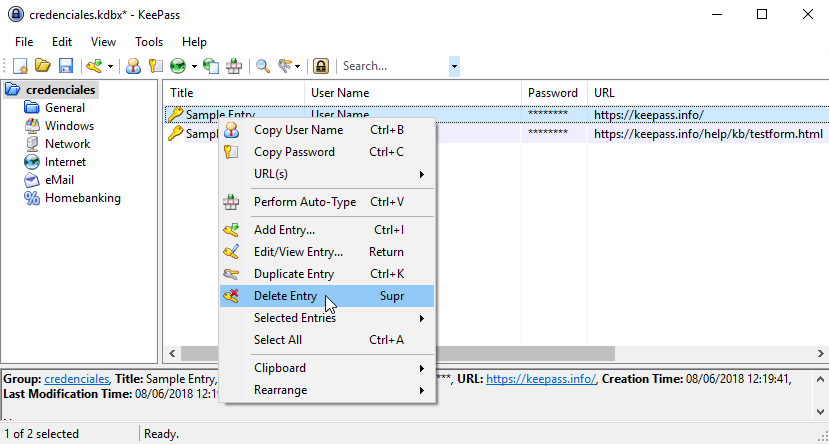 credenciales.kdbx* - KeePass
File Edit View Tools Help
Search...
credenciales
General
Windows
Network
Internet
eMail
Homebanking
Title User Name Password URL
Sample Entry User Name ******** https://keepass.info/
Sampl ******** https://keepass.info/help/kb/testform.html
Copy User Name Ctrl+B
Copy Password Ctrl+C
URL(s)
Perform Auto-Type Ctrl+V
Add Entry... Ctrl+I
Edit/View Entry... Return
Duplicate Entry Ctrl+K
Delete Entry Supr
Selected Entries
Select All Ctrl+A
Clipboard
Rearrange
Group: credenciales, Title: Sample Entry, ***, URL: https://keepass.info/, Creation Time: 08/06/2018 12:19:41,
Last Modification Time: 08/06/2018 12:19
1 of 2 selected Ready.